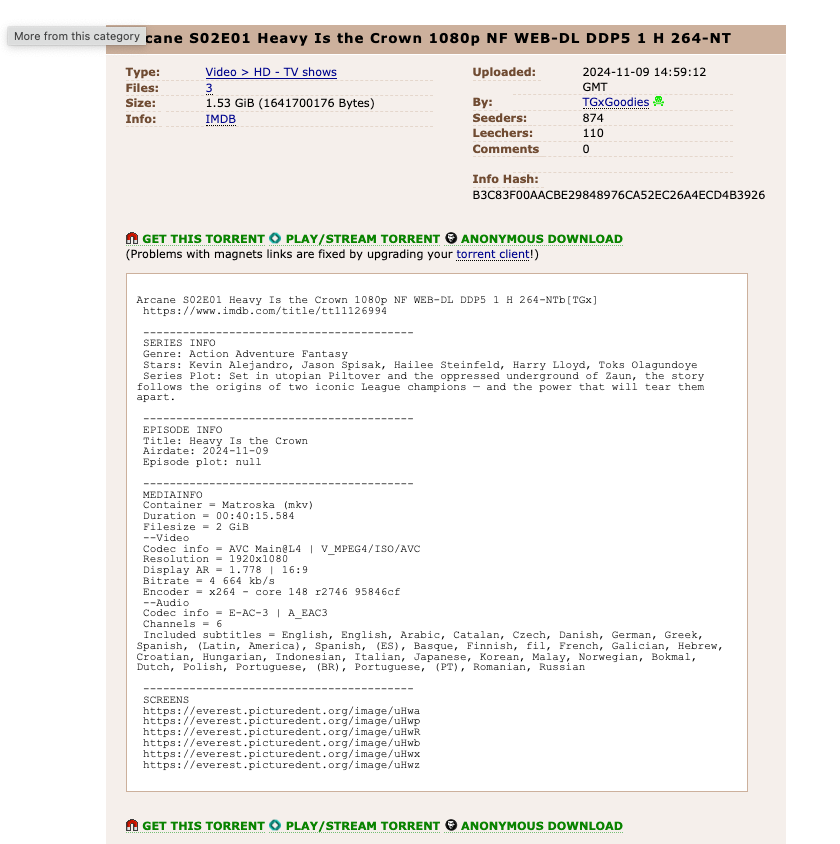 More from this category
cane S02E01 Heavy Is the Crown 1080p NF WEB-DL DDP5 1 H 264-NT
Type: Video > HD - TV shows
Files: 3
Size: 1.53 GiB (1641700176 Bytes)
Info: IMDB
Uploaded: 2024-11-09 14:59:12
GMT
By: TGxGoodies
Seeders: 874
Leechers: 110
Comments 0
Info Hash:
B3C83F00AACBE29848976CA52EC26A4ECD4B3926
GET THIS TORRENT PLAY/STREAM TORRENT ANONYMOUS DOWNLOAD
(Problems with magnets links are fixed by upgrading your torrent client!)
Arcane S02E01 Heavy Is the Crown 1080p NF WEB-DL DDP5 1 H 264-NTb[TGx]
https://www.imdb.com/title/tt11126994
---------------------------------------
SERIES INFO
Genre: Action Adventure Fantasy
Stars: Kevin Alejandro, Jason Spisak, Hailee Steinfeld, Harry Lloyd, Toks Olagundoye
Series Plot: Set in utopian Piltover and the oppressed underground of Zaun, the story
follows the origins of two iconic League champions — and the power that will tear them
apart.
---------------------------------------
EPISODE INFO
Title: Heavy Is the Crown
Airdate: 2024-11-09
Episode plot: null
---------------------------------------
MEDIAINFO
Container = Matroska (mkv)
Duration = 00:40:15.584
Filesize = 2 GiB
--Video
Codec info = AVC Main@L4 | V_MPEG4/ISO/AVC
Resolution = 1920x1080
Display AR = 1.778 | 16:9
Bitrate = 4 664 kb/s
Encoder = x264 - core 148 r2746 95846cf
--Audio
Codec info = E-AC-3 | A_EAC3
Channels = 6
Included subtitles = English, English, Arabic, Catalan, Czech, Danish, German, Greek,
Spanish, (Latin, America), Spanish, (ES), Basque, Finnish, fil, French, Galician, Hebrew,
Croatian, Hungarian, Indonesian, Italian, Japanese, Korean, Malay, Norwegian, Bokmal,
Dutch, Polish, Portuguese, (BR), Portuguese, (PT), Romanian, Russian
---------------------------------------
SCREENS
https://everest.picturedent.org/image/uHwa
https://everest.picturedent.org/image/uHwp
https://everest.picturedent.org/image/uHwR
https://everest.picturedent.org/image/uHwb
https://everest.picturedent.org/image/uHwx
https://everest.picturedent.org/image/uHwz
GET THIS TORRENT PLAY/STREAM TORRENT ANONYMOUS DOWNLOAD